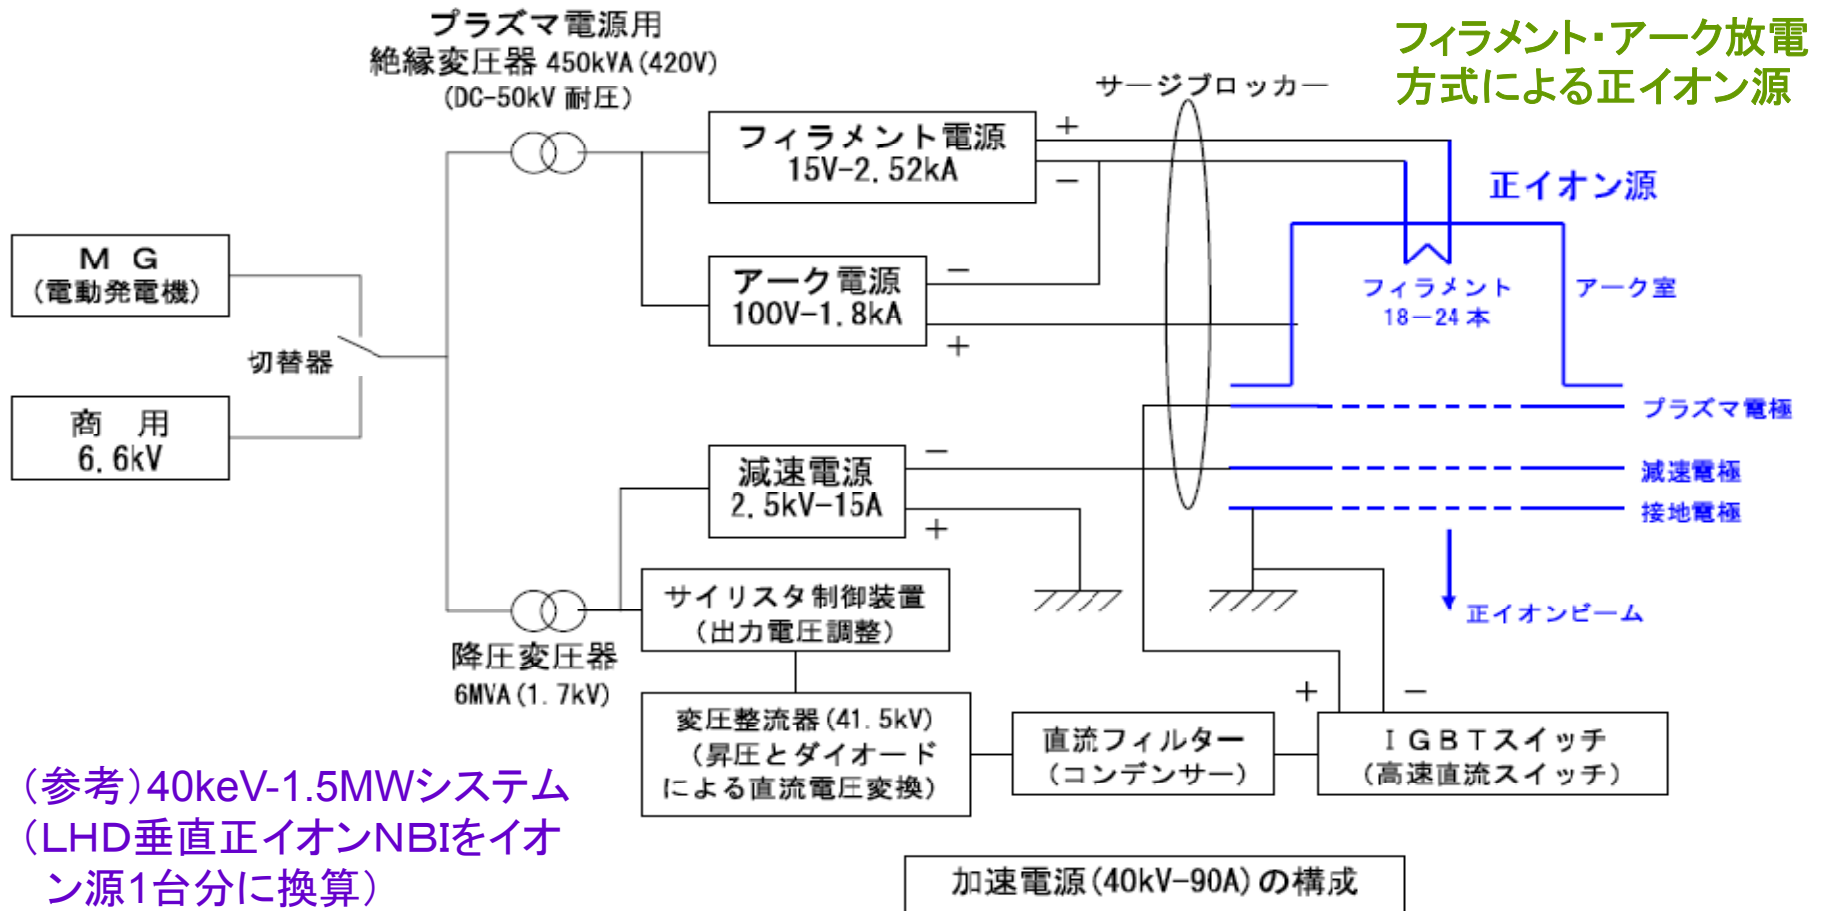 プラズマ電源用
絶縁変圧器 450kVA(420V)
(DC-50kV 耐圧)
サージブロッカー
フィラメント・アーク放電
方式による正イオン源
フィラメント電源
15V-2.52kA
+
−
正イオン源
ＭＧ
(電動発電機)
アーク電源
100V-1.8kA
−
+
フィラメント
18－24本
アーク室
切替器
商用
6.6kV
プラズマ電極
減速電源
2.5kV-15A
−
+
減速電極
接地電極
サイリスタ制御装置
(出力電圧調整)
正イオンビーム
降圧変圧器
6MVA(1.7kV)
+
−
変圧整流器(41.5kV)
(昇圧とダイオード
による直流電圧変換)
直流フィルター
(コンデンサー)
ＩＧＢＴスイッチ
(高速直流スイッチ)
(参考)40keV-1.5MWシステム
(LHD垂直正イオンNBIをイオ
ン源1台分に換算)
加速電源(40kV-90A)の構成